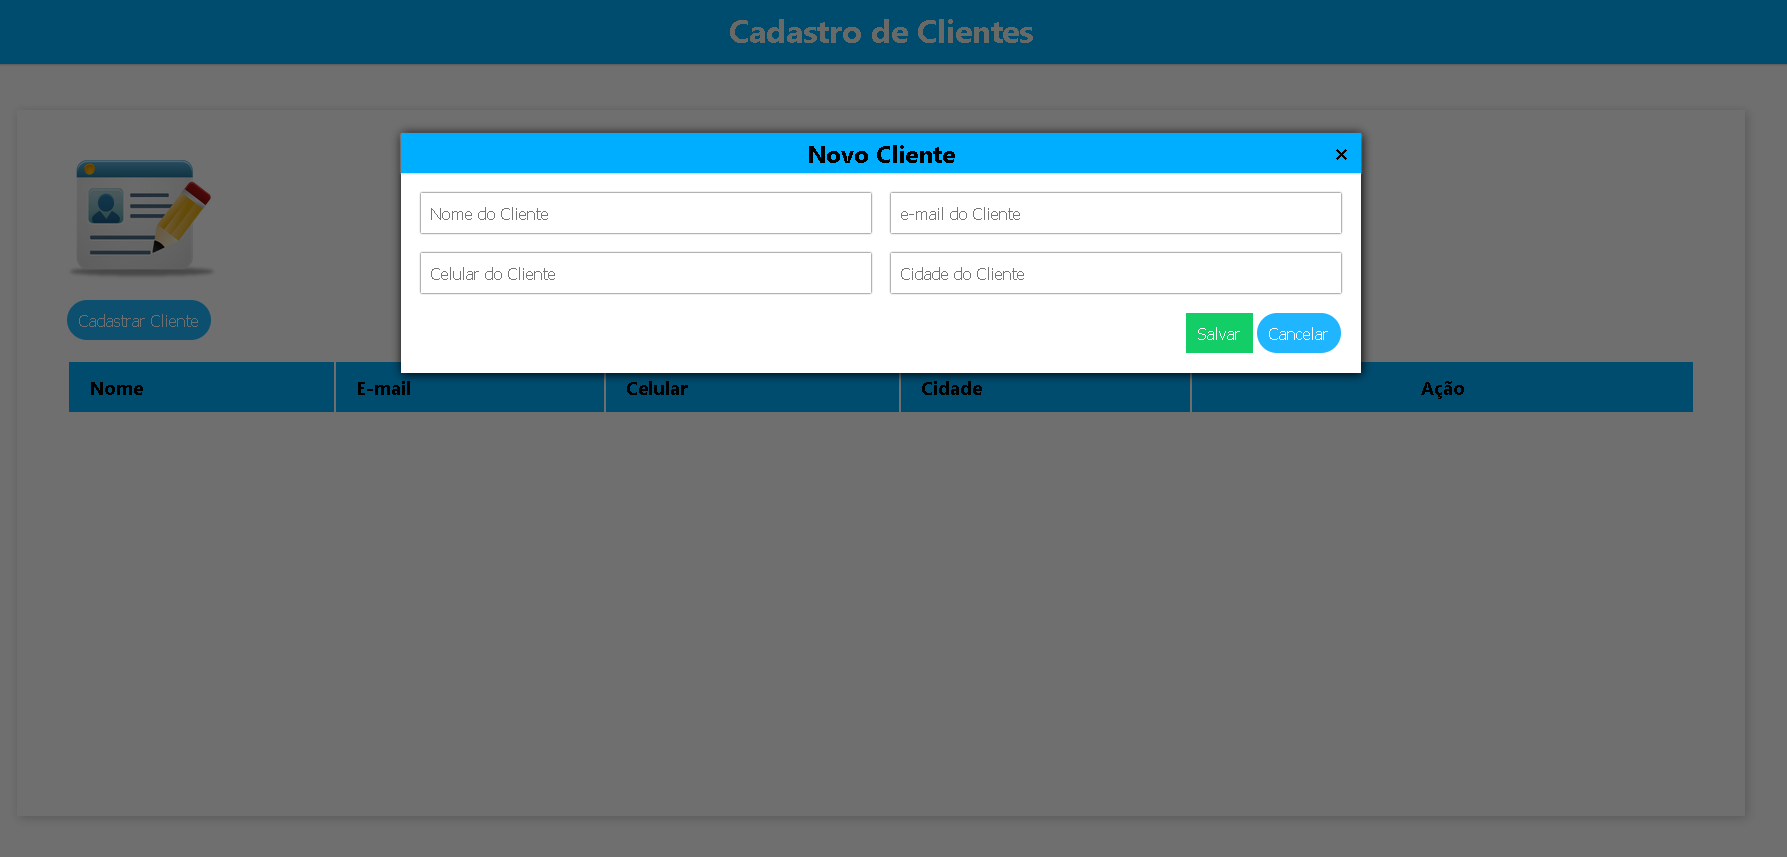 Cadastro de Clientes
Novo Cliente ×
Nome do Cliente e-mail do Cliente
Celular do Cliente Cidade do Cliente
Salvar Cancelar
Cadastrar Cliente
Nome E-mail Celular Cidade Ação